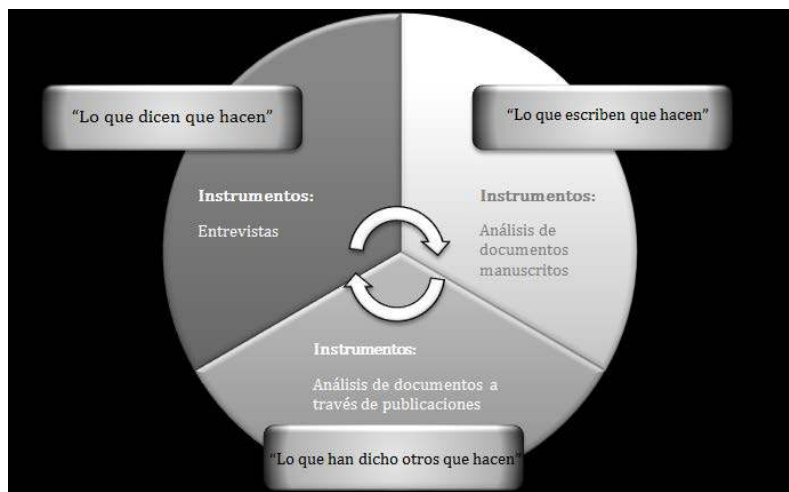 “Lo que dicen que hacen”
Instrumentos:
Entrevistas
“Lo que escriben que hacen”
Instrumentos:
Análisis de
documentos
manuscritos
Instrumentos:
Análisis de documentos a
través de publicaciones
“Lo que han dicho otros que hacen”